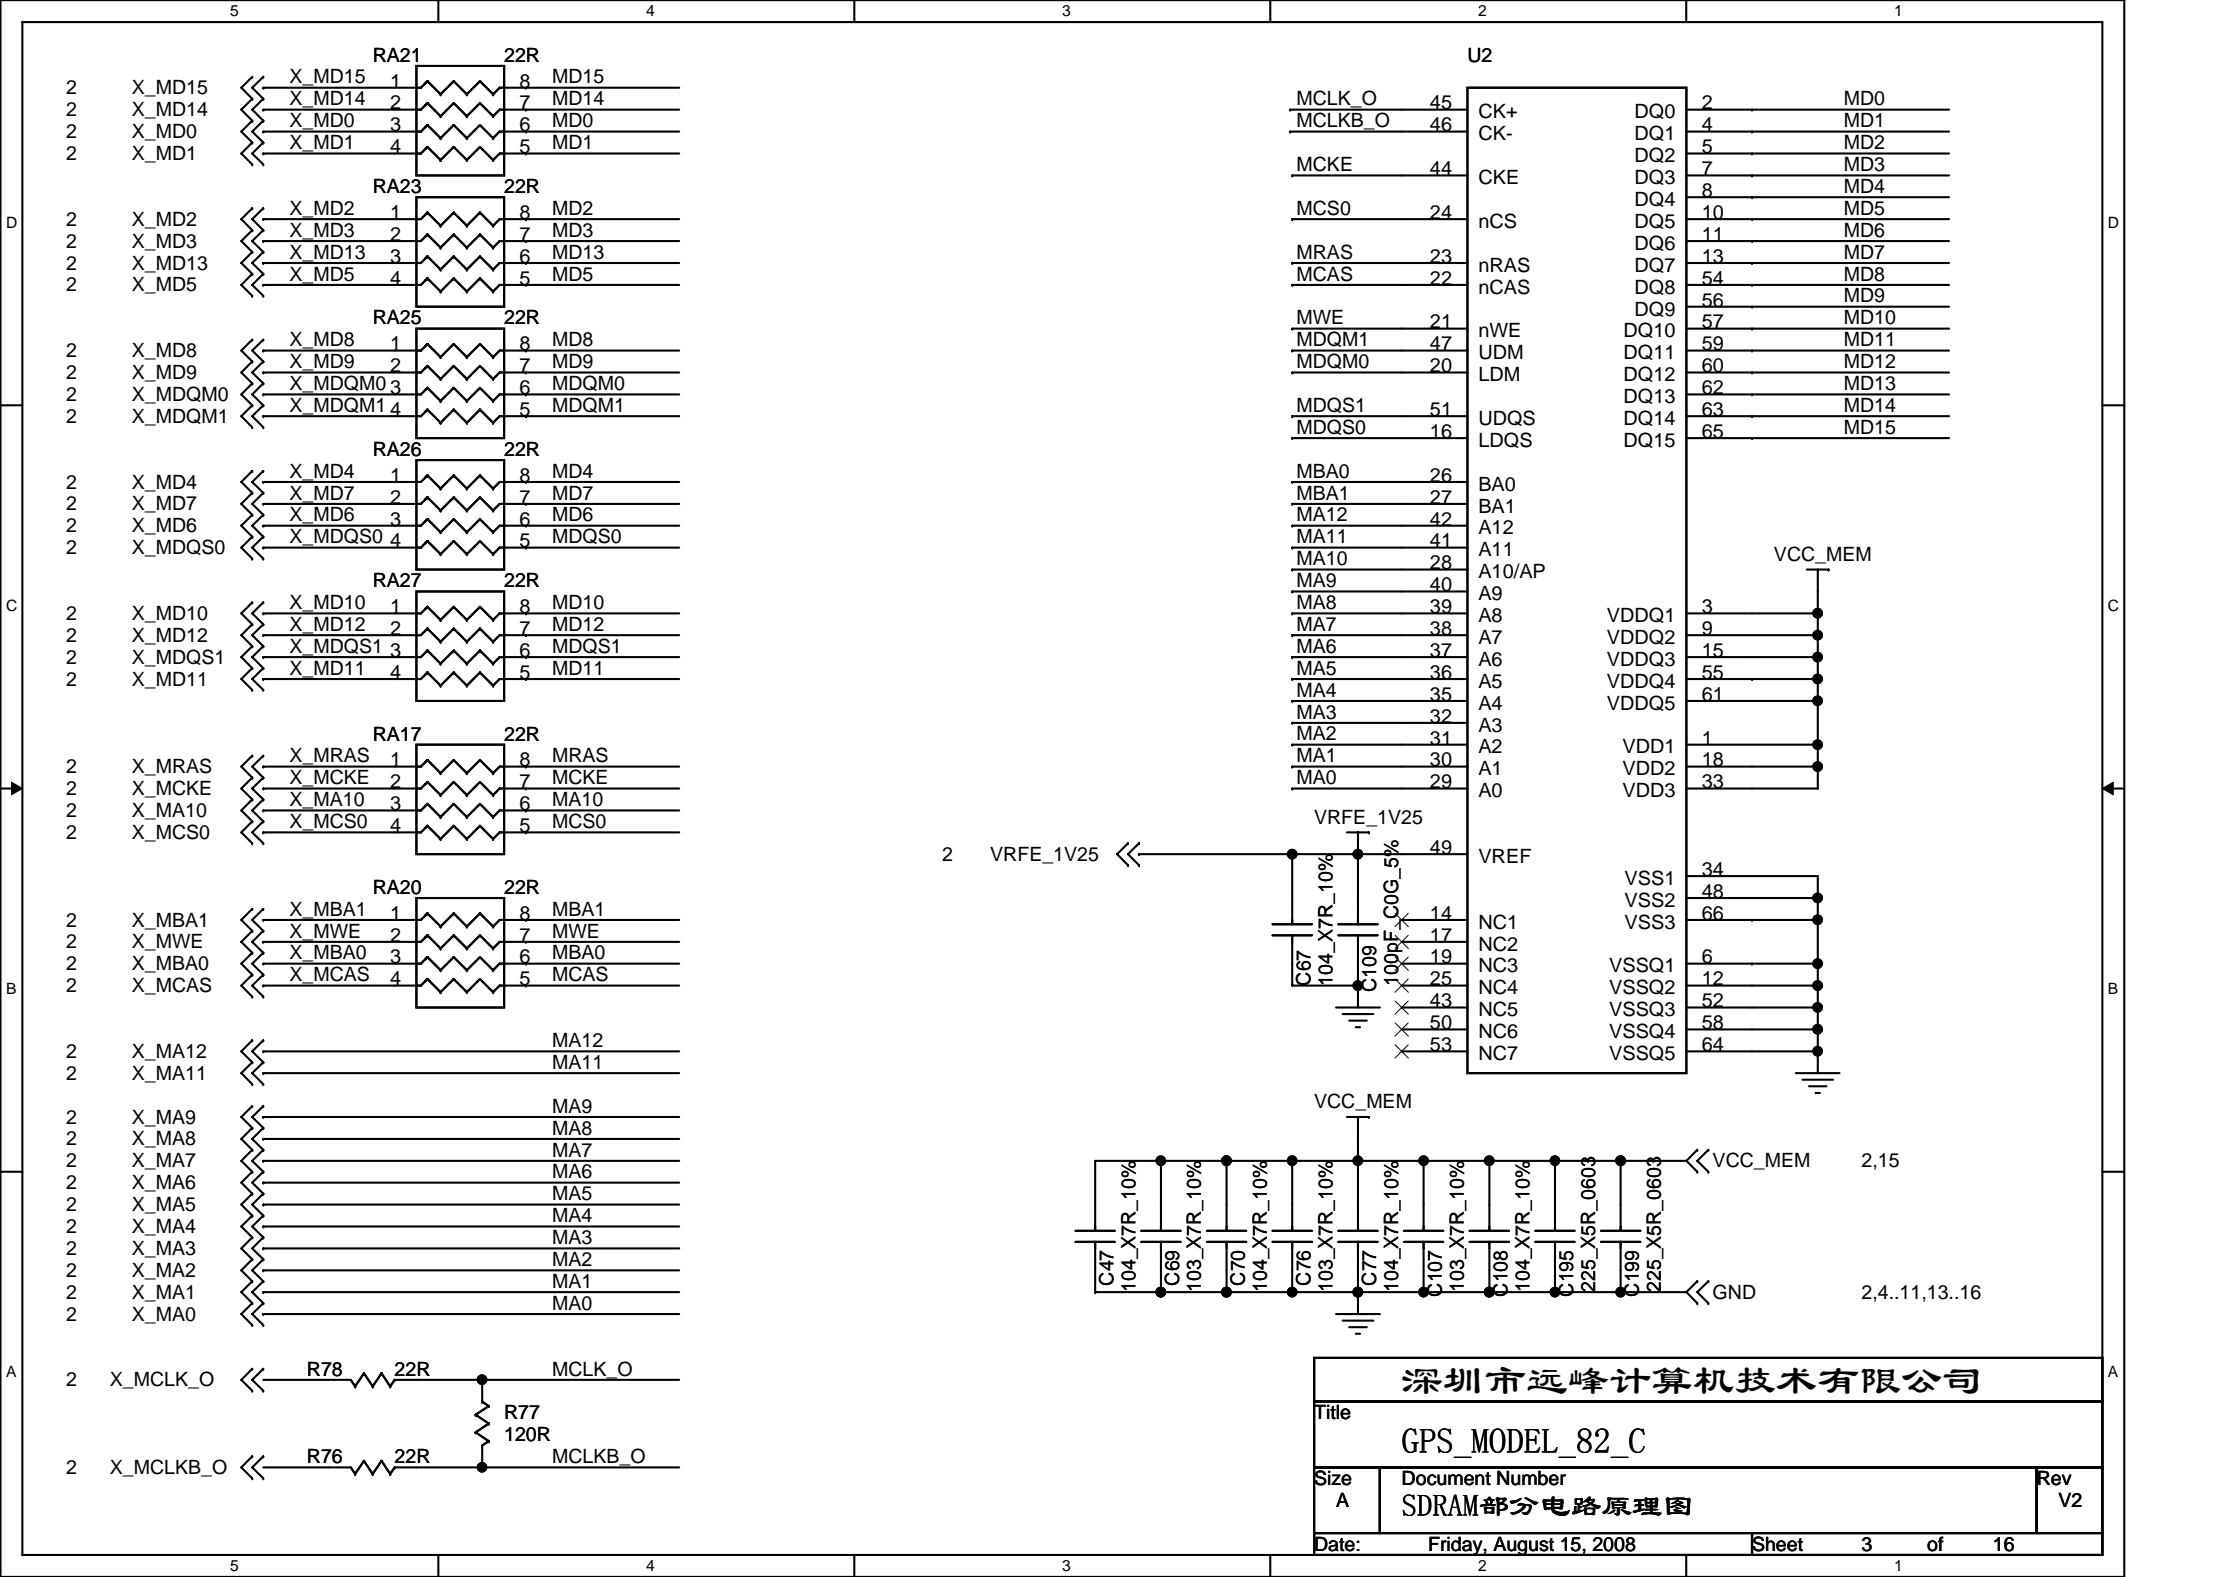 5 4 3 2 1
D D
C C
B B
A A
RA21 22R
2 X_MD15 X_MD15 1 8 MD15
2 X_MD14 X_MD14 2 7 MD14
2 X_MD0 X_MD0 3 6 MD0
2 X_MD1 X_MD1 4 5 MD1
RA23 22R
2 X_MD2 X_MD2 1 8 MD2
2 X_MD3 X_MD3 2 7 MD3
2 X_MD13 X_MD13 3 6 MD13
2 X_MD5 X_MD5 4 5 MD5
RA25 22R
2 X_MD8 X_MD8 1 8 MD8
2 X_MD9 X_MD9 2 7 MD9
2 X_MDQM0 X_MDQM0 3 6 MDQM0
2 X_MDQM1 X_MDQM1 4 5 MDQM1
RA26 22R
2 X_MD4 X_MD4 1 8 MD4
2 X_MD7 X_MD7 2 7 MD7
2 X_MD6 X_MD6 3 6 MD6
2 X_MDQS0 X_MDQS0 4 5 MDQS0
RA27 22R
2 X_MD10 X_MD10 1 8 MD10
2 X_MD12 X_MD12 2 7 MD12
2 X_MDQS1 X_MDQS1 3 6 MDQS1
2 X_MD11 X_MD11 4 5 MD11
RA17 22R
2 X_MRAS X_MRAS 1 8 MRAS
2 X_MCKE X_MCKE 2 7 MCKE
2 X_MA10 X_MA10 3 6 MA10
2 X_MCS0 X_MCS0 4 5 MCS0
RA20 22R
2 X_MBA1 X_MBA1 1 8 MBA1
2 X_MWE X_MWE 2 7 MWE
2 X_MBA0 X_MBA0 3 6 MBA0
2 X_MCAS X_MCAS 4 5 MCAS
2 X_MA12 MA12
2 X_MA11 MA11
2 X_MA9 MA9
2 X_MA8 MA8
2 X_MA7 MA7
2 X_MA6 MA6
2 X_MA5 MA5
2 X_MA4 MA4
2 X_MA3 MA3
2 X_MA2 MA2
2 X_MA1 MA1
2 X_MA0 MA0
2 X_MCLK_O R78 22R MCLK_O
R77
120R
2 X_MCLKB_O R76 22R MCLKB_O
U2
MCLK_O 45 CK+
MCLKB_O 46 CK-
MCKE 44 CKE
MCS0 24 nCS
MRAS 23 nRAS
MCAS 22 nCAS
MWE 21 nWE
MDQM1 47 UDM
MDQM0 20 LDM
MDQS1 51 UDQS
MDQS0 16 LDQS
MBA0 26 BA0
MBA1 27 BA1
MA12 42 A12
MA11 41 A11
MA10 28 A10/AP
MA9 40 A9
MA8 39 A8
MA7 38 A7
MA6 37 A6
MA5 36 A5
MA4 35 A4
MA3 32 A3
MA2 31 A2
MA1 30 A1
MA0 29 A0
VRFE_1V25
2 VRFE_1V25 49 VREF
C67
104_X7R_10%
C109
100pF_C0G_5%
14 NC1
17 NC2
19 NC3
25 NC4
43 NC5
50 NC6
53 NC7
DQ0 2 MD0
DQ1 4 MD1
DQ2 5 MD2
DQ3 7 MD3
DQ4 8 MD4
DQ5 10 MD5
DQ6 11 MD6
DQ7 13 MD7
DQ8 54 MD8
DQ9 56 MD9
DQ10 57 MD10
DQ11 59 MD11
DQ12 60 MD12
DQ13 62 MD13
DQ14 63 MD14
DQ15 65 MD15
VCC_MEM
VDDQ1 3
VDDQ2 9
VDDQ3 15
VDDQ4 55
VDDQ5 61
VDD1 1
VDD2 18
VDD3 33
VSS1 34
VSS2 48
VSS3 66
VSSQ1 6
VSSQ2 12
VSSQ3 52
VSSQ4 58
VSSQ5 64
VCC_MEM
VCC_MEM 2,15
C47
104_X7R_10%
C69
103_X7R_10%
C70
104_X7R_10%
C76
103_X7R_10%
C77
104_X7R_10%
C107
103_X7R_10%
C108
104_X7R_10%
C195
225_X5R_0603
C199
225_X5R_0603
GND 2,4..11,13..16
深圳市远峰计算机技术有限公司
Title
GPS_MODEL_82_C
Size Document Number Rev
A SDRAM部分电路原理图 V2
Date: Friday, August 15, 2008 Sheet 3 of 16
5 4 3 2 1